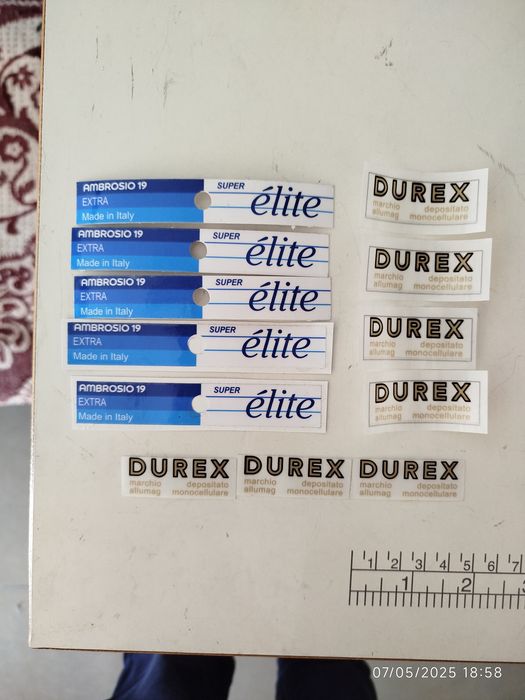 AMBROSIO 19
EXTRA
Made in Italy
SUPER
élite
AMBROSIO 19
EXTRA
Made in Italy
SUPER
élite
AMBROSIO 19
EXTRA
Made in Italy
SUPER
élite
AMBROSIO 19
EXTRA
Made in Italy
SUPER
élite
AMBROSIO 19
EXTRA
Made in Italy
SUPER
élite
DUREX
marchio depositato
allumag monocellulare
DUREX
marchio depositato
allumag monocellulare
DUREX
marchio depositato
allumag monocellulare
DUREX
marchio depositato
allumag monocellulare
DUREX
marchio depositato
allumag monocellulare
DUREX
marchio depositato
allumag monocellulare
DUREX
marchio depositato
allumag monocellulare
1 2 3 4 5 6 7
1 2
07/05/2025 18:58